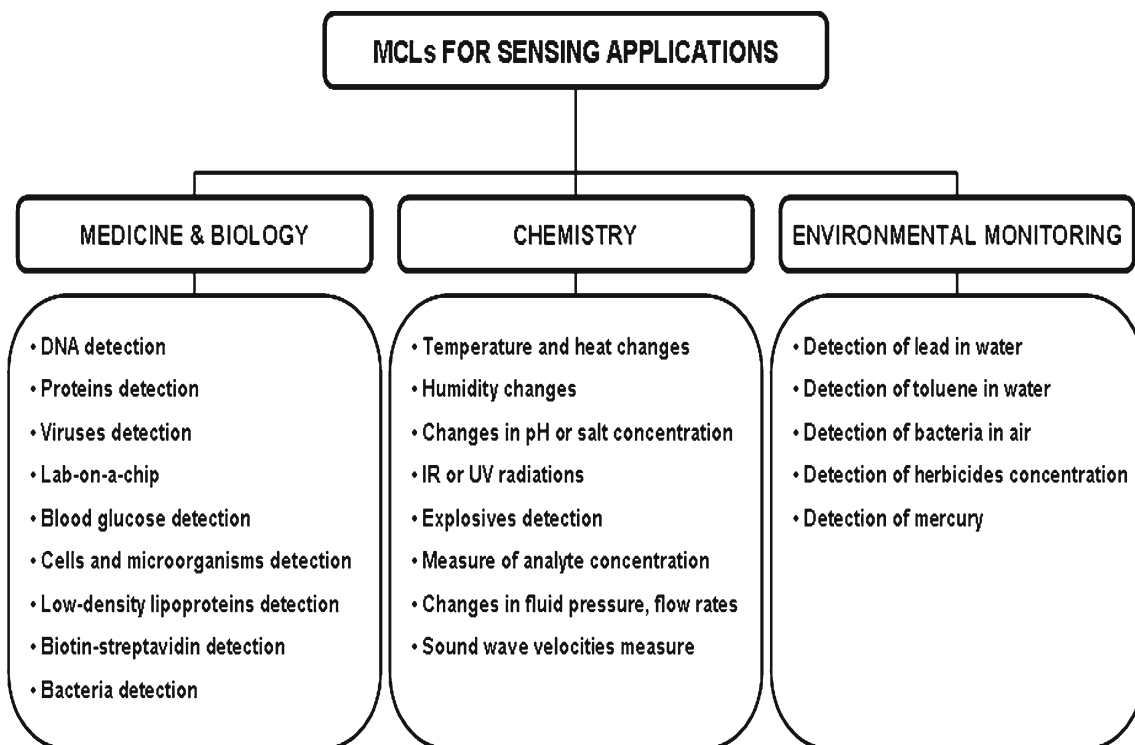 MCLs FOR SENSING APPLICATIONS
MEDICINE & BIOLOGY
• DNA detection
• Proteins detection
• Viruses detection
• Lab-on-a-chip
• Blood glucose detection
• Cells and microorganisms detection
• Low-density lipoproteins detection
• Biotin-streptavidin detection
• Bacteria detection
CHEMISTRY
• Temperature and heat changes
• Humidity changes
• Changes in pH or salt concentration
• IR or UV radiations
• Explosives detection
• Measure of analyte concentration
• Changes in fluid pressure, flow rates
• Sound wave velocities measure
ENVIRONMENTAL MONITORING
• Detection of lead in water
• Detection of toluene in water
• Detection of bacteria in air
• Detection of herbicides concentration
• Detection of mercury